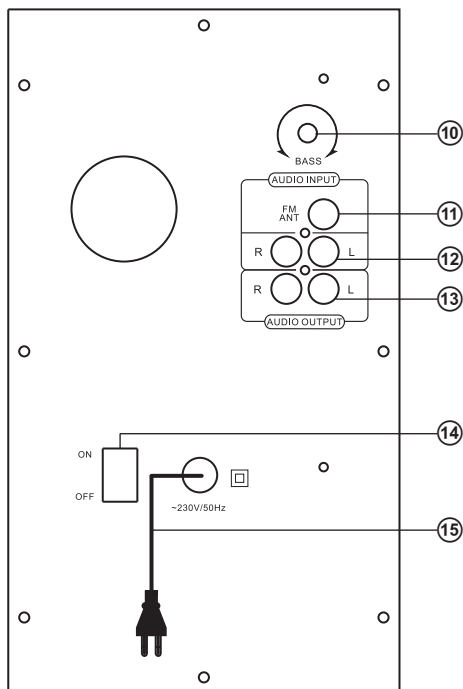 10
BASS
AUDIO INPUT
FM
ANT
11
R
L
12
R
L
13
AUDIO OUTPUT
14
ON
OFF
~230V/50Hz
15